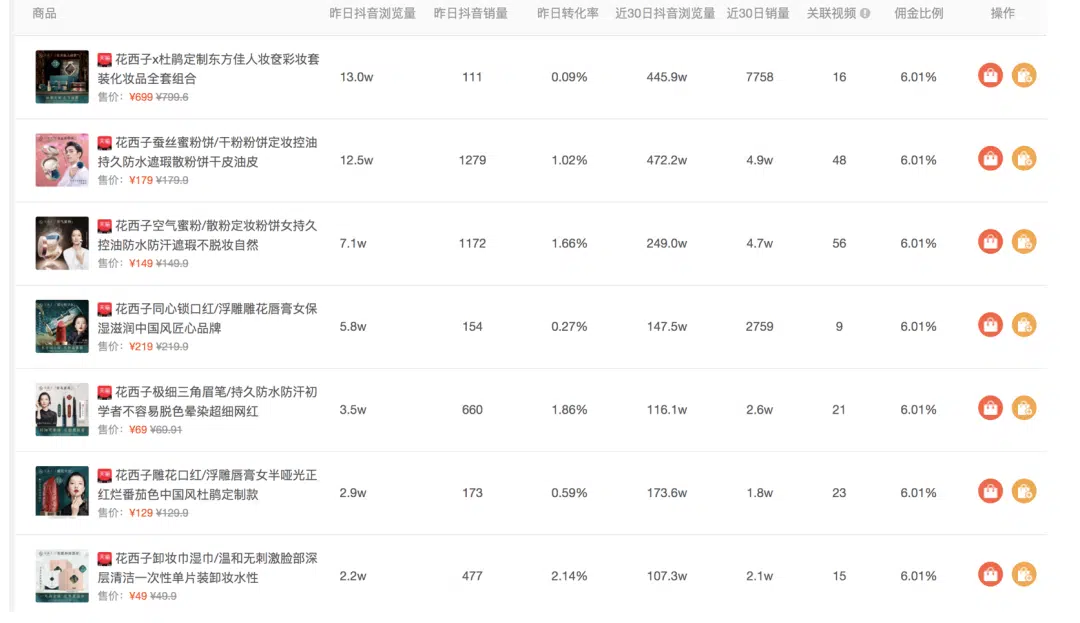 商品 昨日抖音浏览量 昨日抖音销量 昨日转化率 近30日抖音浏览量 近30日销量 关联视频 佣金比例 操作
天猫 花西子x杜鹃定制东方佳人妆奁彩妆套
装化妆品全套组合
售价: ¥699 ¥799.6
13.0w 111 0.09% 445.9w 7758 16 6.01%
天猫 花西子蚕丝蜜粉饼/干粉粉饼定妆控油
持久防水遮瑕散粉饼干皮油皮
售价: ¥179 ¥179.9
12.5w 1279 1.02% 472.2w 4.9w 48 6.01%
天猫 花西子空气蜜粉/散粉定妆粉饼女持久
控油防水防汗遮瑕不脱妆自然
售价: ¥149 ¥149.9
7.1w 1172 1.66% 249.0w 4.7w 56 6.01%
天猫 花西子同心锁口红/浮雕雕花唇膏女保
湿滋润中国风匠心品牌
售价: ¥219 ¥219.9
5.8w 154 0.27% 147.5w 2759 9 6.01%
天猫 花西子极细三角眉笔/持久防水防汗初
学者不容易脱色晕染超细网红
售价: ¥69 ¥69.91
3.5w 660 1.86% 116.1w 2.6w 21 6.01%
天猫 花西子雕花口红/浮雕唇膏女半哑光正
红烂番茄色中国风杜鹃定制款
售价: ¥129 ¥129.9
2.9w 173 0.59% 173.6w 1.8w 23 6.01%
天猫 花西子卸妆巾湿巾/温和无刺激脸部深
层清洁一次性单片装卸妆水性
售价: ¥49 ¥49.9
2.2w 477 2.14% 107.3w 2.1w 15 6.01%